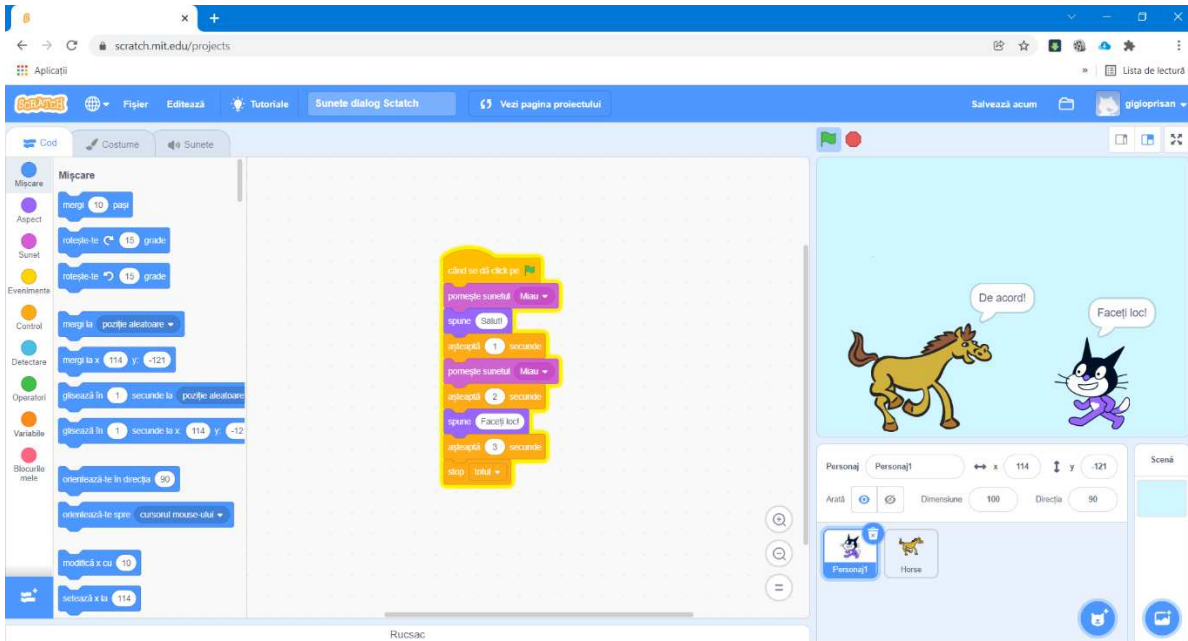 scratch.mit.edu/projects
Aplicații
»
Lista de lectură
SCRATCH
Fișier
Editează
Tutoriale
Sunete dialog Sctatch
Vezi pagina proiectului
Salvează acum
gigioprisan
Cod
Costume
Sunete
Mișcare
Aspect
Sunet
Evenimente
Control
Detectare
Operatori
Variabile
Blocurile
mele
Mișcare
mergi 10 pași
rotește-te 15 grade
rotește-te 15 grade
mergi la poziție aleatoare
mergi la x 114 y: -121
glisează în 1 secunde la poziție aleatoare
glisează în 1 secunde la x: 114 y: -12
orientează-te în direcția 90
orientează-te spre cursorul mouse-ului
modifică x cu 10
setează x la 114
când se dă click pe
pornește sunetul Miau
spune Salut!
așteaptă 1 secunde
pornește sunetul Miau
așteaptă 2 secunde
spune Faceți loc!
așteaptă 3 secunde
stop totul
Rucsac
De acord!
Faceți loc!
Personaj Personaj1 x 114 y -121
Arată Dimensiune 100 Direcția 90
Personaj1
Horse
Scenă